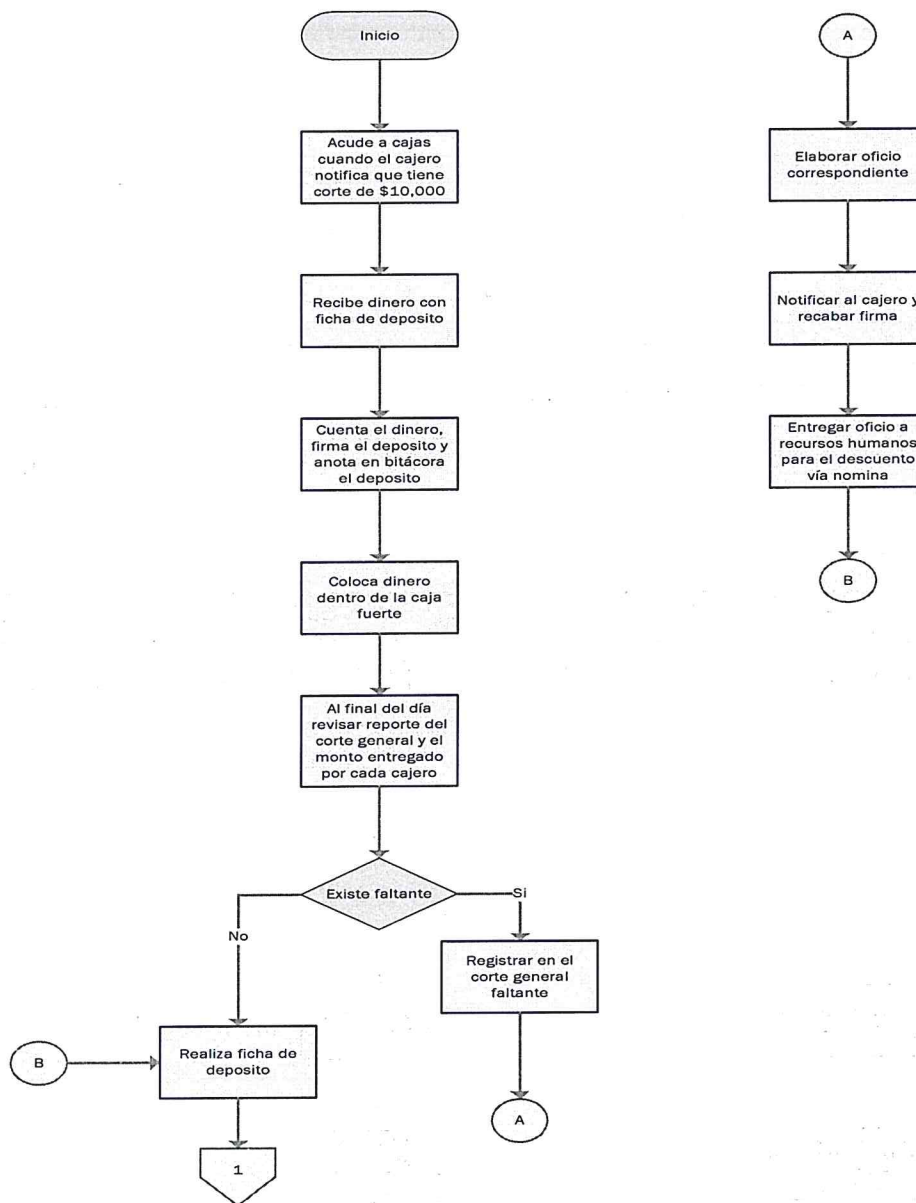 Inicio
Acude a cajas
cuando el cajero
notifica que tiene
corte de $10,000
Recibe dinero con
ficha de deposito
Cuenta el dinero,
firma el deposito y
anota en bitácora
el deposito
Coloca dinero
dentro de la caja
fuerte
Al final del día
revisar reporte del
corte general y el
monto entregado
por cada cajero
Existe faltante
Si
No
Registrar en el
corte general
faltante
A
B
Realiza ficha de
deposito
1
A
Elaborar oficio
correspondiente
Notificar al cajero y
recabar firma
Entregar oficio a
recursos humanos
para el descuento
vía nomina
B